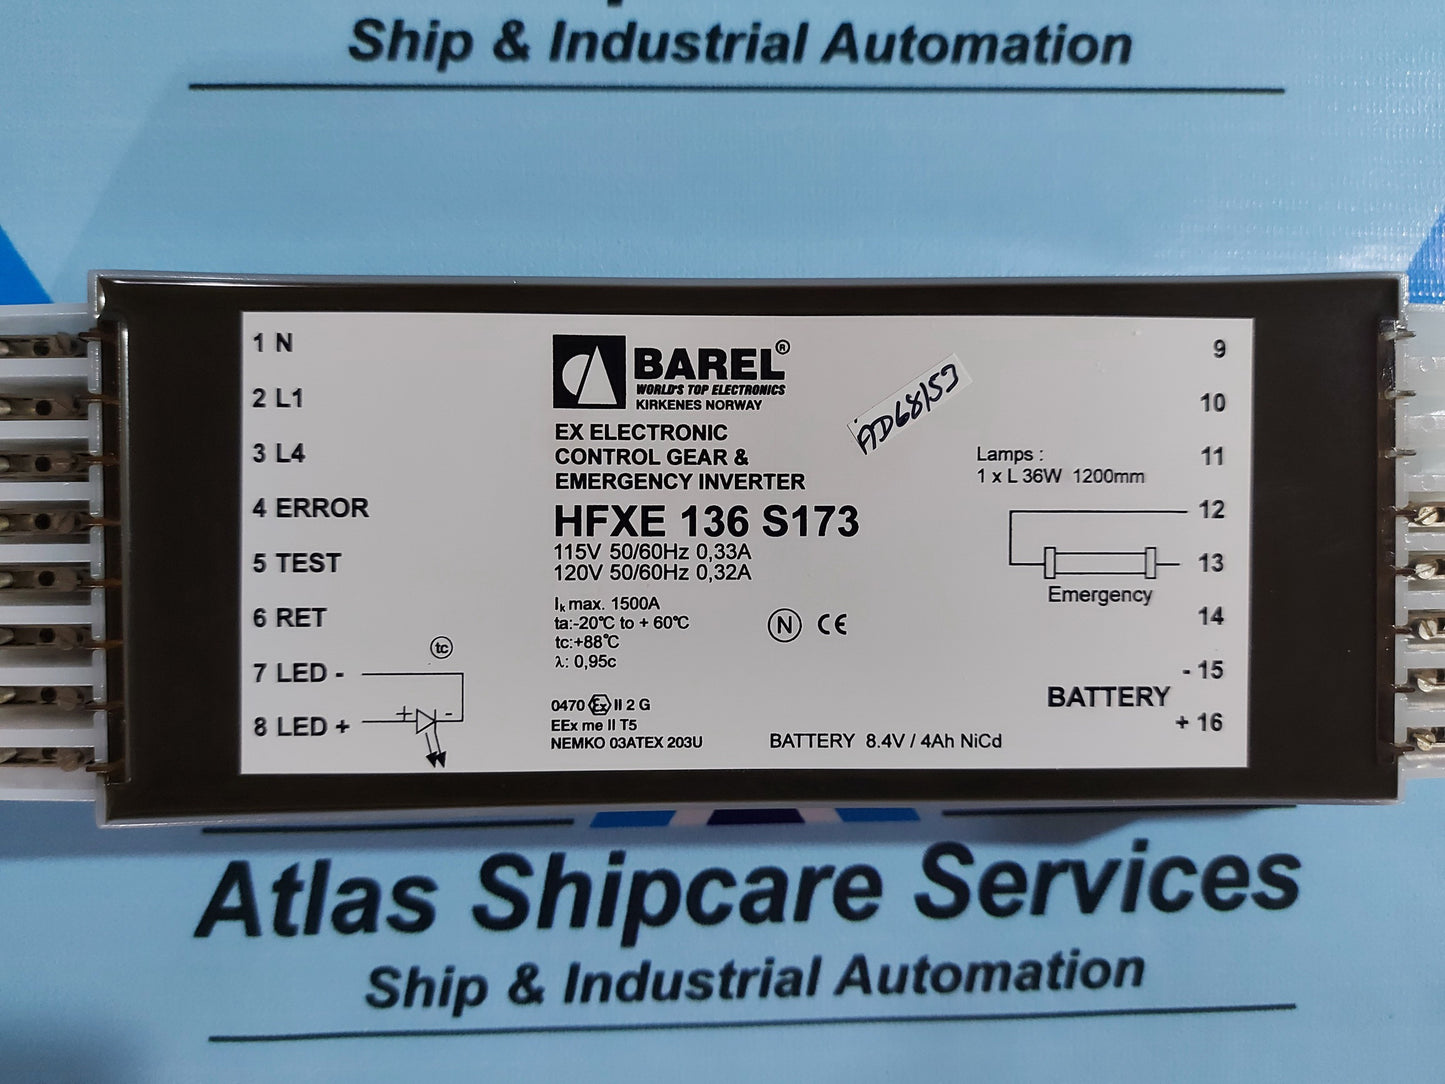 Ship & Industrial Automation
1 N
2 L1
3 L4
4 ERROR
5 TEST
6 RET
tc
7 LED -
8 LED +
+ -
BAREL®
WORLD'S TOP ELECTRONICS
KIRKENES NORWAY
EX ELECTRONIC
CONTROL GEAR &
EMERGENCY INVERTER
HFXE 136 S173
115V 50/60Hz 0,33A
120V 50/60Hz 0,32A
Ik max. 1500A
ta:-20°C to + 60°C
tc:+88°C
λ: 0,95c
N CE
0470 Ex II 2 G
EEx me II T5
NEMKO 03ATEX 203U
BATTERY 8.4V / 4Ah NiCd
AD68153
Lamps :
1 x L 36W 1200mm
Emergency
9
10
11
12
13
14
- 15
BATTERY
+ 16
Atlas Shipcare Services
Ship & Industrial Automation